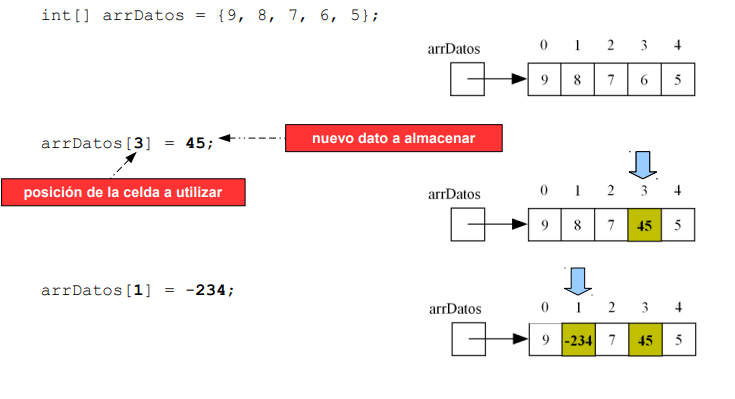 int[] arrDatos = {9, 8, 7, 6, 5};
arrDatos
0 1 2 3 4
9 8 7 6 5
arrDatos[3] = 45;
nuevo dato a almacenar
posición de la celda a utilizar
arrDatos
0 1 2 3 4
9 8 7 45 5
arrDatos[1] = -234;
arrDatos
0 1 2 3 4
9 -234 7 45 5